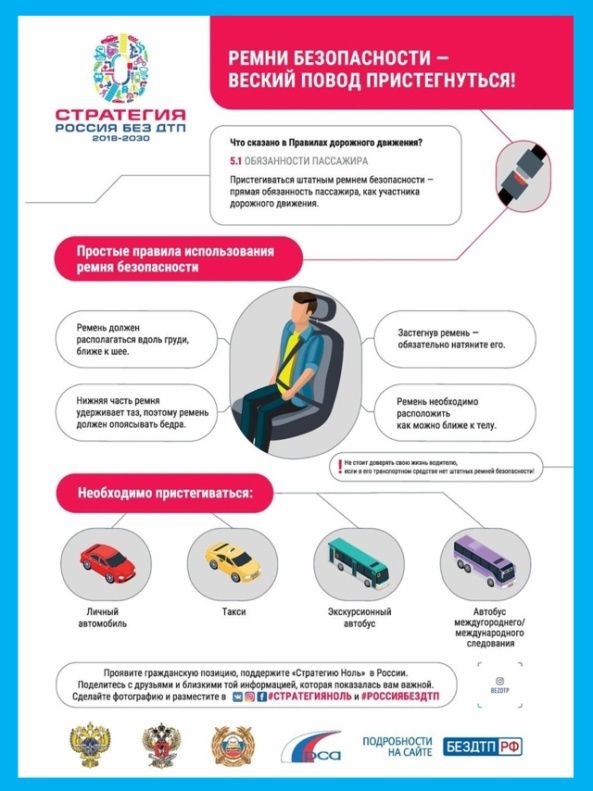 РЕМНИ БЕЗОПАСНОСТИ —
ВЕСКИЙ ПОВОД ПРИСТЕГНУТЬСЯ!
СТРАТЕГИЯ
РОССИЯ БЕЗ ДТП
2018-2030
Что сказано в Правилах дорожного движения?
5.1 ОБЯЗАННОСТИ ПАССАЖИРА
Пристегиваться штатным ремнем безопасности —
прямая обязанность пассажира, как участника
дорожного движения.
Простые правила использования
ремня безопасности
Ремень должен
располагаться вдоль груди,
ближе к шее.
Застегнув ремень —
обязательно натяните его.
Нижняя часть ремня
удерживает таз, поэтому ремень
должен опоясывать бедра.
Ремень необходимо
расположить
как можно ближе к телу.
! Не стоит доверять свою жизнь водителю,
если в его транспортном средстве нет штатных ремней безопасности!
Необходимо пристегиваться:
Личный
автомобиль
Такси
Экскурсионный
автобус
Автобус
междугороднего/
международного
следования
Проявите гражданскую позицию, поддержите «Стратегию Ноль» в России.
Поделитесь с друзьями и близкими той информацией, которая показалась вам важной.
Сделайте фотографию и разместите в #СТРАТЕГИЯНОЛЬ и #РОССИЯБЕЗДТП
BEZDTP
рса
ПОДРОБНОСТИ
НА САЙТЕ
БЕЗДТП РФ